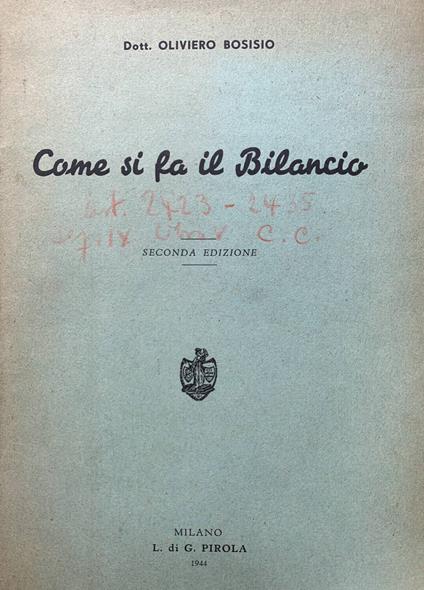 Dott. OLIVIERO BOSISIO
Come si fa il Bilancio
art. 2423 - 2435
C. C.
SECONDA EDIZIONE
MILANO
L. di G. PIROLA
1944